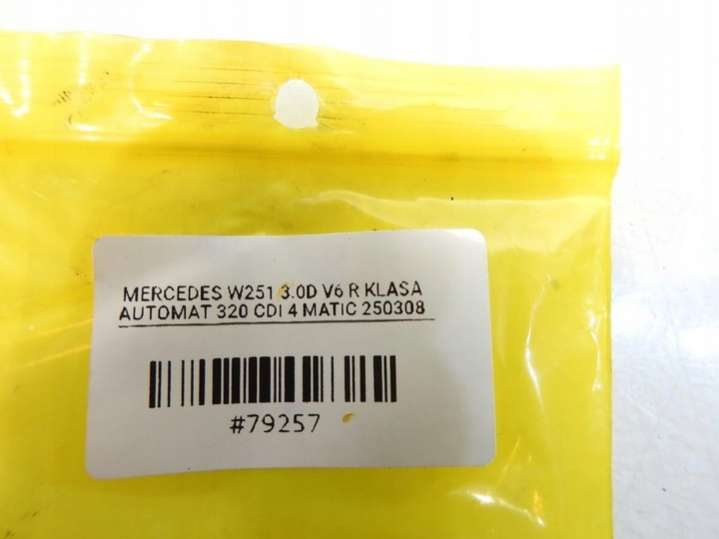 MERCEDES W251 3.0D V6 R KLASA
AUTOMAT 320 CDI 4 MATIC 250308
#79257